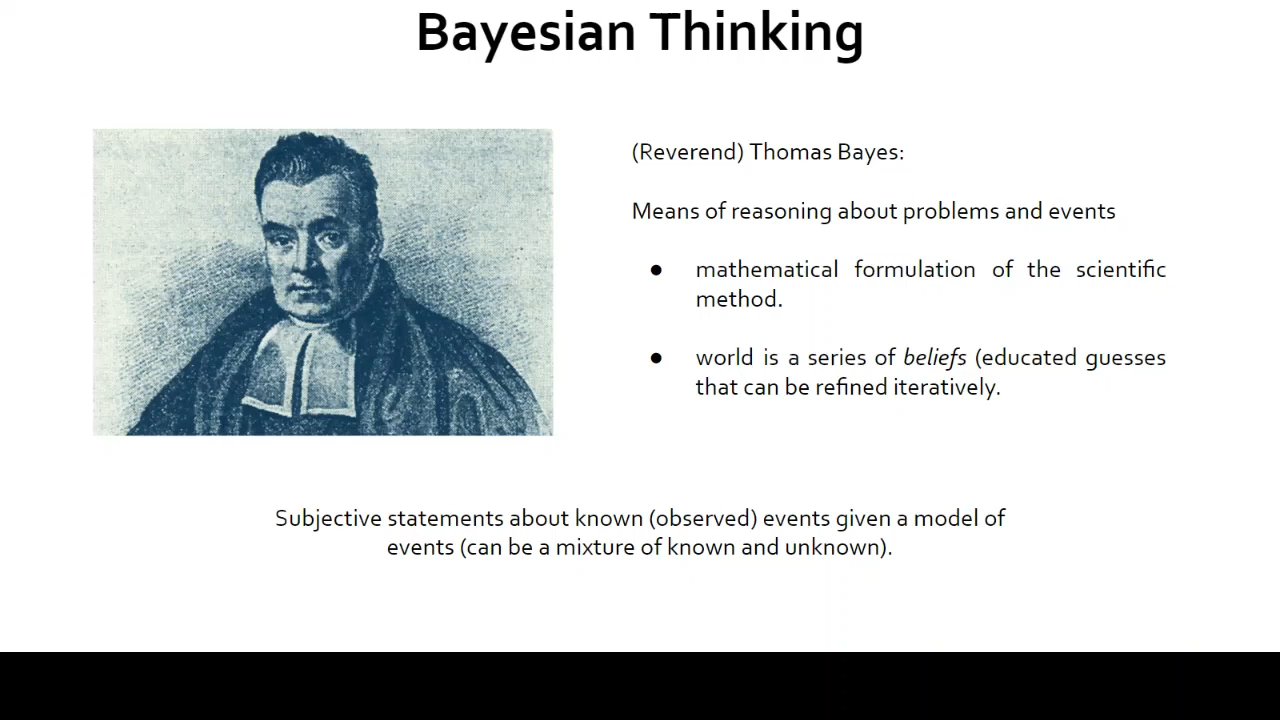 Bayesian Thinking
(Reverend) Thomas Bayes:
Means of reasoning about problems and events
● mathematical formulation of the scientific
method.
● world is a series of beliefs (educated guesses
that can be refined iteratively.
Subjective statements about known (observed) events given a model of
events (can be a mixture of known and unknown).